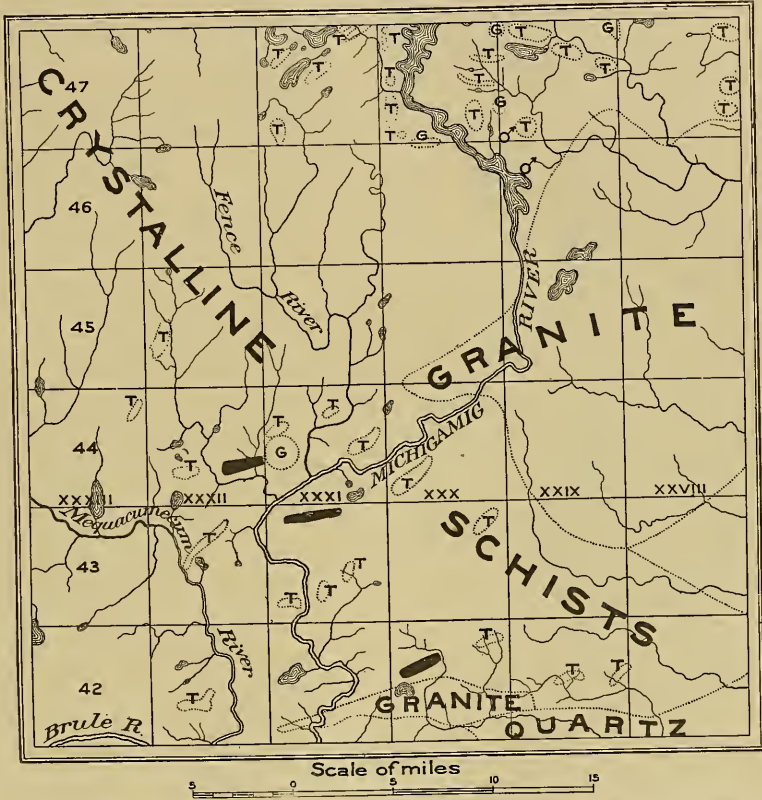 CRYSTALLINE
SCHISTS
GRANITE
GRANITE
QUARTZ
47
46
45
44
43
42
XXXIII XXXII XXXI XXX XXIX XXVIII
Fence
River
RIVER
MICHIGAMIG
Mequacumecum
River
Brulé R.
T T G T G T
T T T T T
T T G T T
T T G T
T
T
T T
T G T
T T
T T
T T
T T T
T
Scale of miles
5 0 5 10 15